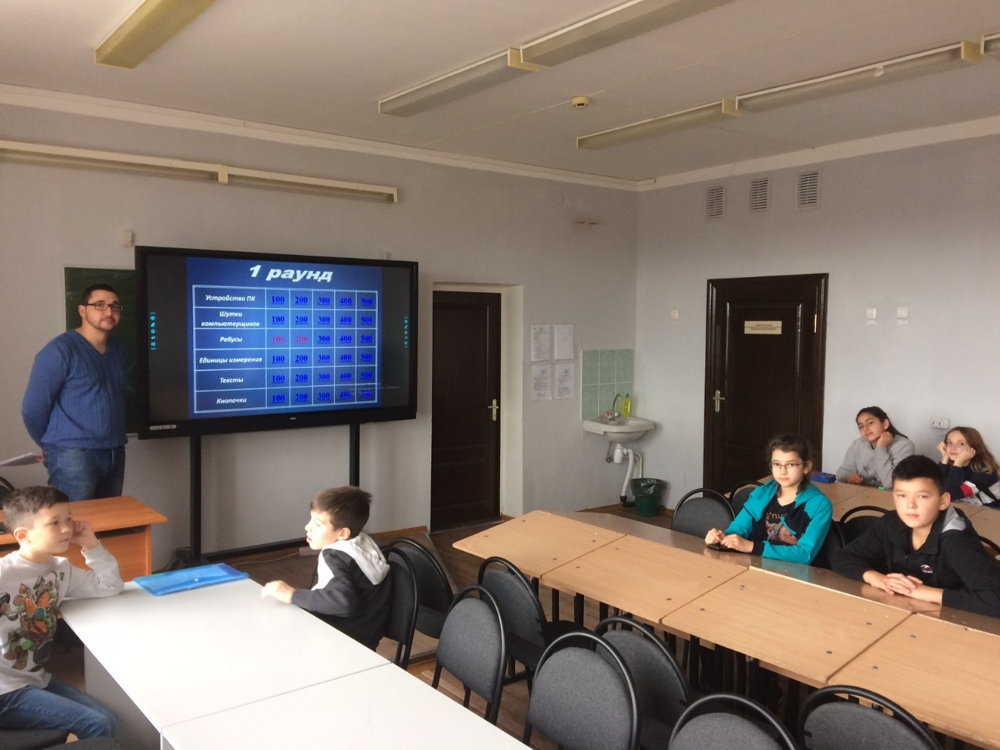 1 раунд
Устройство ПК 100 200 300 400 500
Шутки
компьютерщиков 100 200 300 400 500
Ребусы 100 200 300 400 500
Единицы измерения 100 200 300 400 500
Тексты 100 200 300 400 500
Кнопочки 100 200 300 400 500